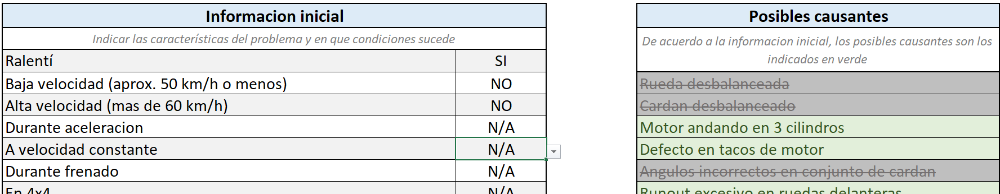 Informacion inicial
Indicar las características del problema y en que condiciones sucede
Ralentí SI
Baja velocidad (aprox. 50 km/h o menos) NO
Alta velocidad (mas de 60 km/h) NO
Durante aceleracion N/A
A velocidad constante N/A
Durante frenado N/A
En 4x4 N/A
Posibles causantes
De acuerdo a la informacion inicial, los posibles causantes son los
indicados en verde
Rueda desbalanceada
Cardan desbalanceado
Motor andando en 3 cilindros
Defecto en tacos de motor
Angulos incorrectos en conjunto de cardan
Runout excesivo en ruedas delanteras